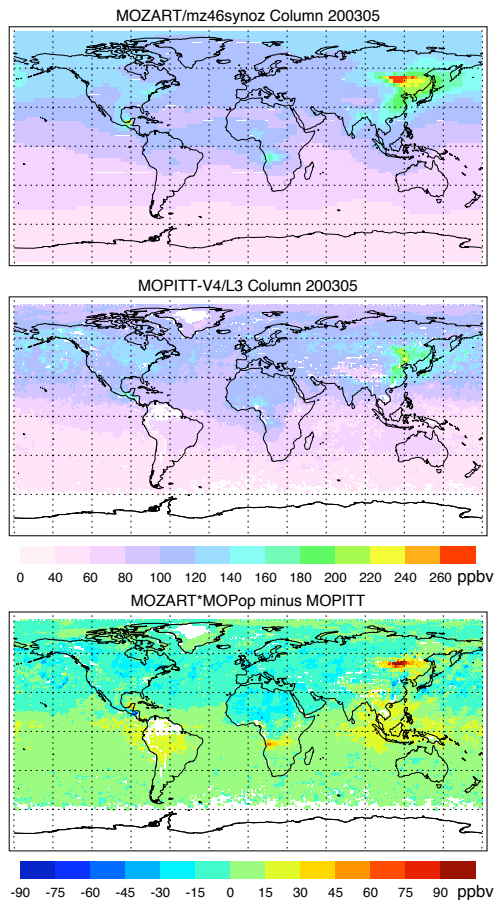 MOZART/mz46synoz Column 200305
MOPITT-V4/L3 Column 200305
0 40 60 80 100 120 140 160 180 200 220 240 260 ppbv
MOZART*MOPop minus MOPITT
-90 -75 -60 -45 -30 -15 0 15 30 45 60 75 90 ppbv